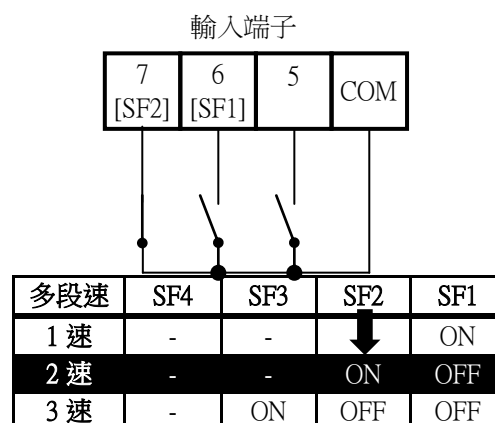 輸入端子
7 6 5 COM
[SF2] [SF1]
多段速 SF4 SF3 SF2 SF1
1 速 - - ON
2 速 - - ON OFF
3 速 - ON OFF OFF